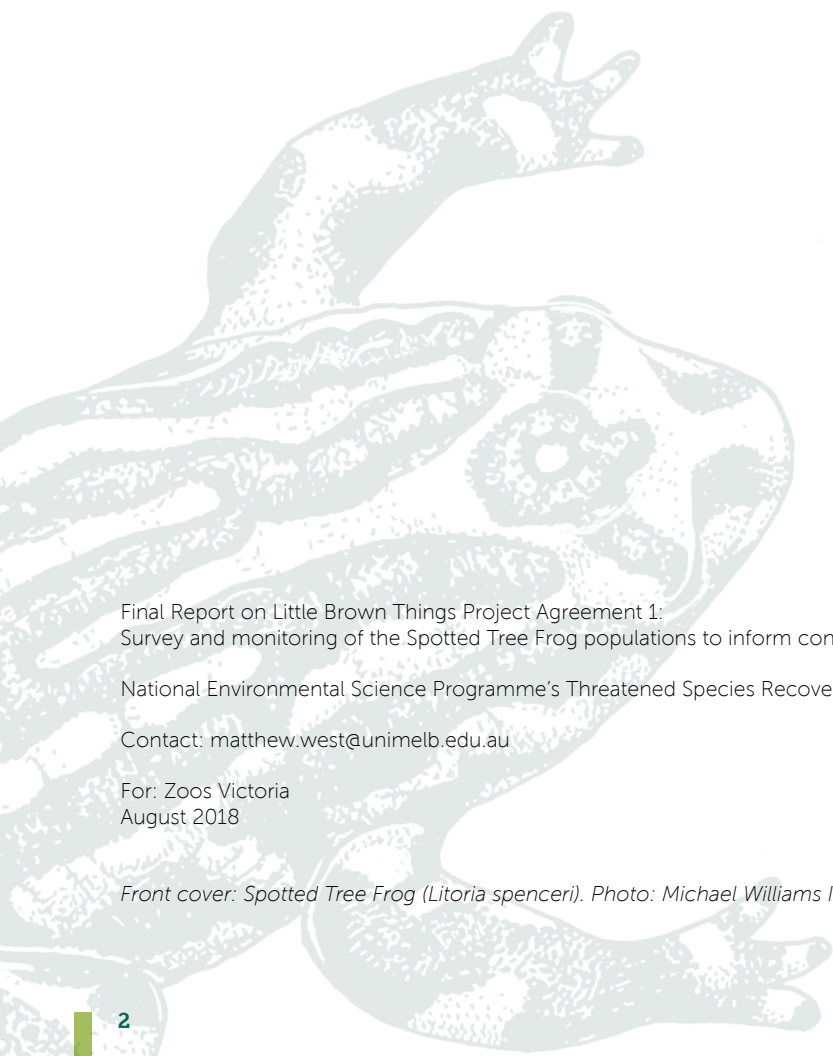 Final Report on Little Brown Things Project Agreement 1:
Survey and monitoring of the Spotted Tree Frog populations to inform con
National Environmental Science Programme's Threatened Species Recove
Contact: matthew.west@unimelb.edu.au
For: Zoos Victoria
August 2018
Front cover: Spotted Tree Frog (Litoria spenceri). Photo: Michael Williams I
2